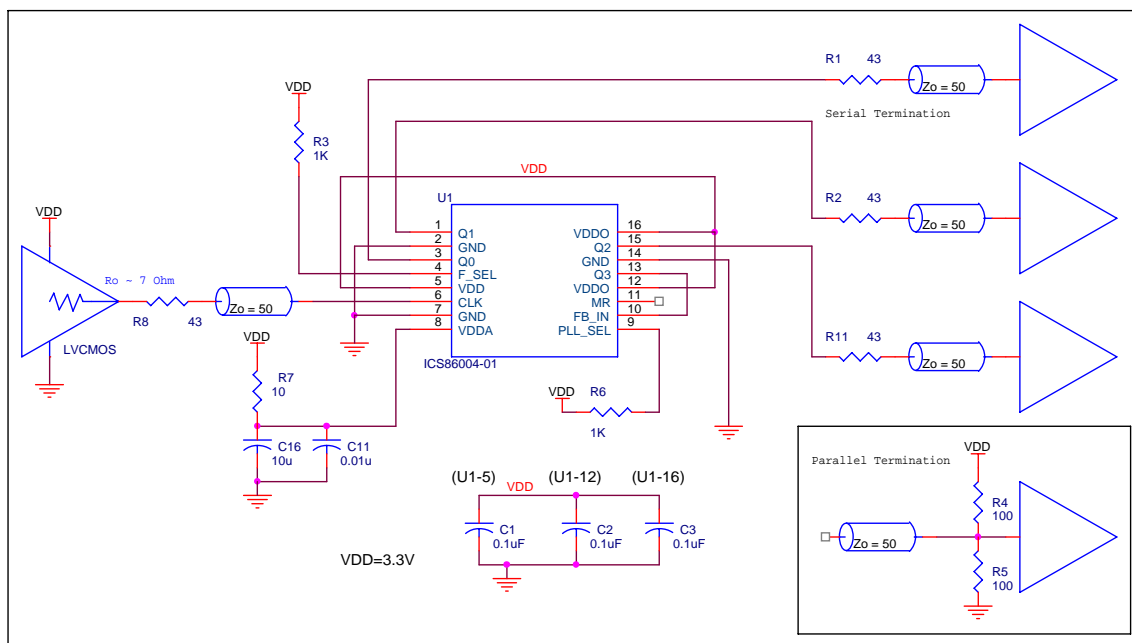 R1 43
Zo = 50
Serial Termination
VDD
R3
1K
VDD
R2 43
Zo = 50
U1
1 Q1
2 GND
3 Q0
4 F_SEL
5 VDD
6 CLK
7 GND
8 VDDA
VDDO 16
Q2 15
GND 14
Q3 13
VDDO 12
MR 11
FB_IN 10
PLL_SEL 9
ICS86004-01
VDD
Ro ~ 7 Ohm
R8 43
Zo = 50
LVCMOS
R11 43
Zo = 50
VDD
R7
10
C16
10u
C11
0.01u
VDD
R6
1K
(U1-5) (U1-12) (U1-16)
VDD
C1
0.1uF
C2
0.1uF
C3
0.1uF
VDD=3.3V
Parallel Termination
VDD
R4
100
Zo = 50
R5
100